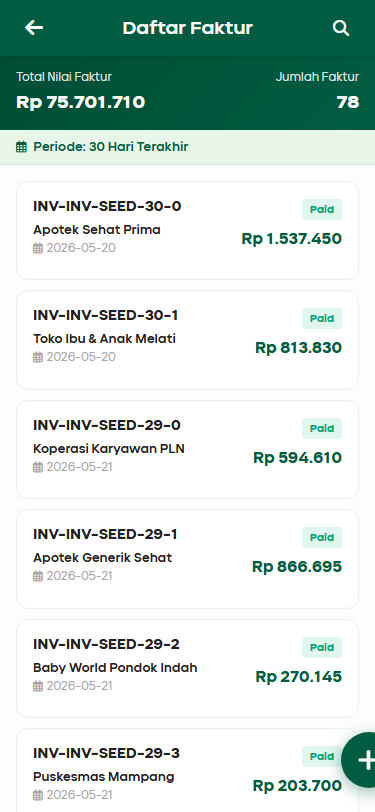 Daftar Faktur
Total Nilai Faktur
Jumlah Faktur
Rp 75.701.710
78
Periode: 30 Hari Terakhir
INV-INV-SEED-30-0
Paid
Apotek Sehat Prima
Rp 1.537.450
2026-05-20
INV-INV-SEED-30-1
Paid
Toko Ibu & Anak Melati
Rp 813.830
2026-05-20
INV-INV-SEED-29-0
Paid
Koperasi Karyawan PLN
Rp 594.610
2026-05-21
INV-INV-SEED-29-1
Paid
Apotek Generik Sehat
Rp 866.695
2026-05-21
INV-INV-SEED-29-2
Paid
Baby World Pondok Indah
Rp 270.145
2026-05-21
INV-INV-SEED-29-3
Paid
Puskesmas Mampang
Rp 203.700
2026-05-21